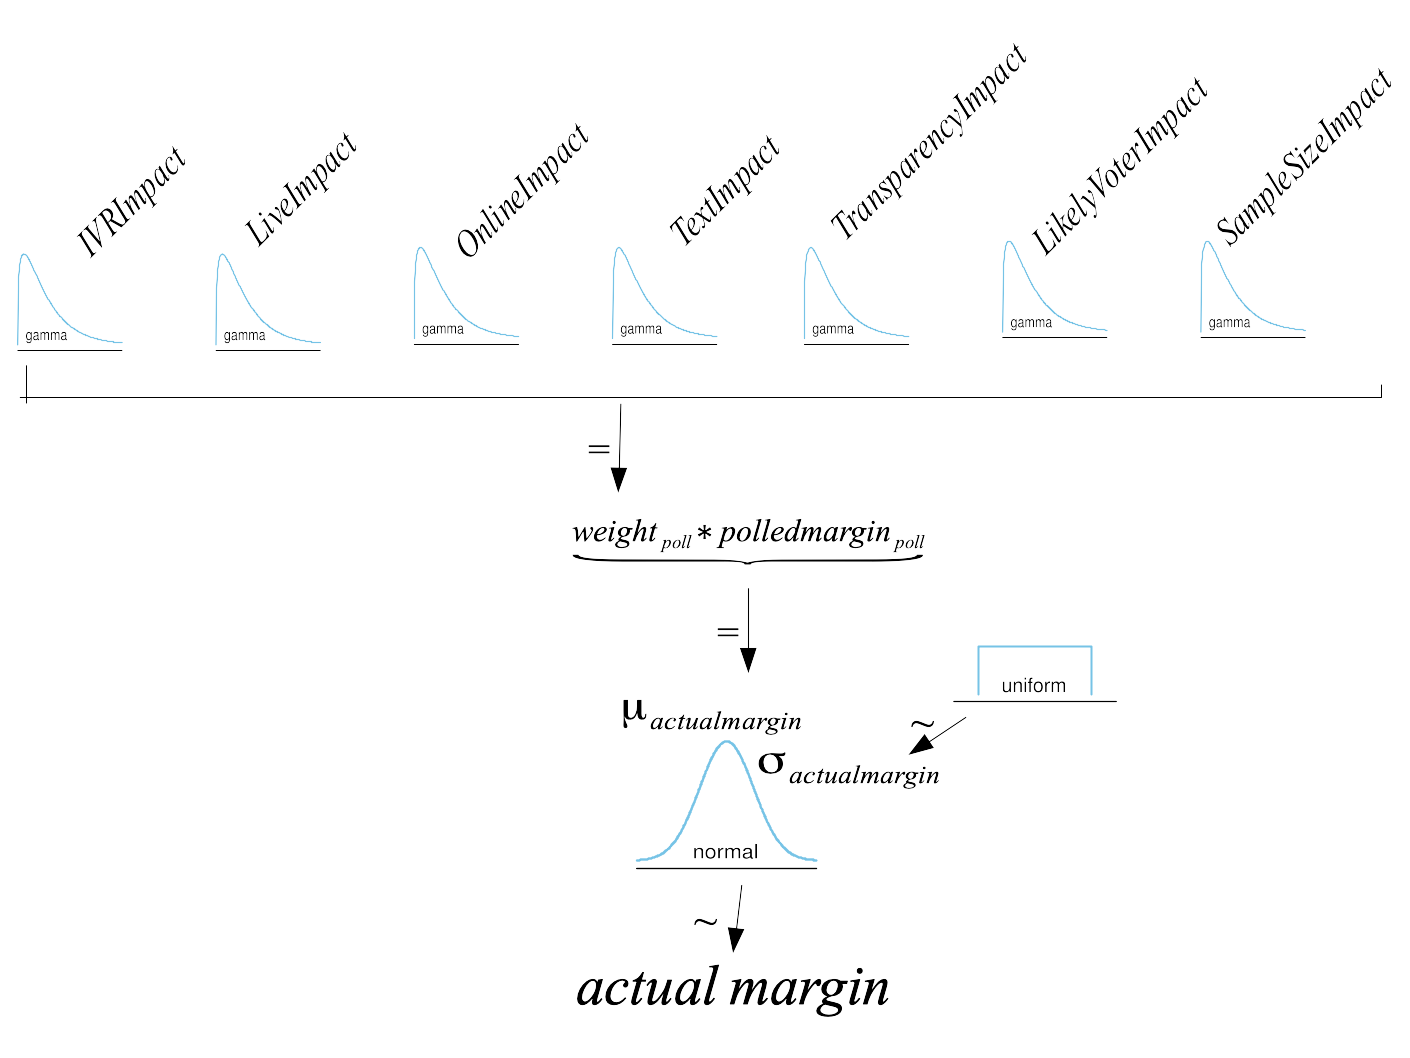 IVRImpact
LiveImpact
OnlineImpact
TextImpact
TransparencyImpact
LikelyVoterImpact
SampleSizeImpact
gamma
gamma
gamma
gamma
gamma
gamma
gamma
=
weight poll * polledmargin poll
=
uniform
μ actualmargin
~
σ actualmargin
normal
~
actual margin